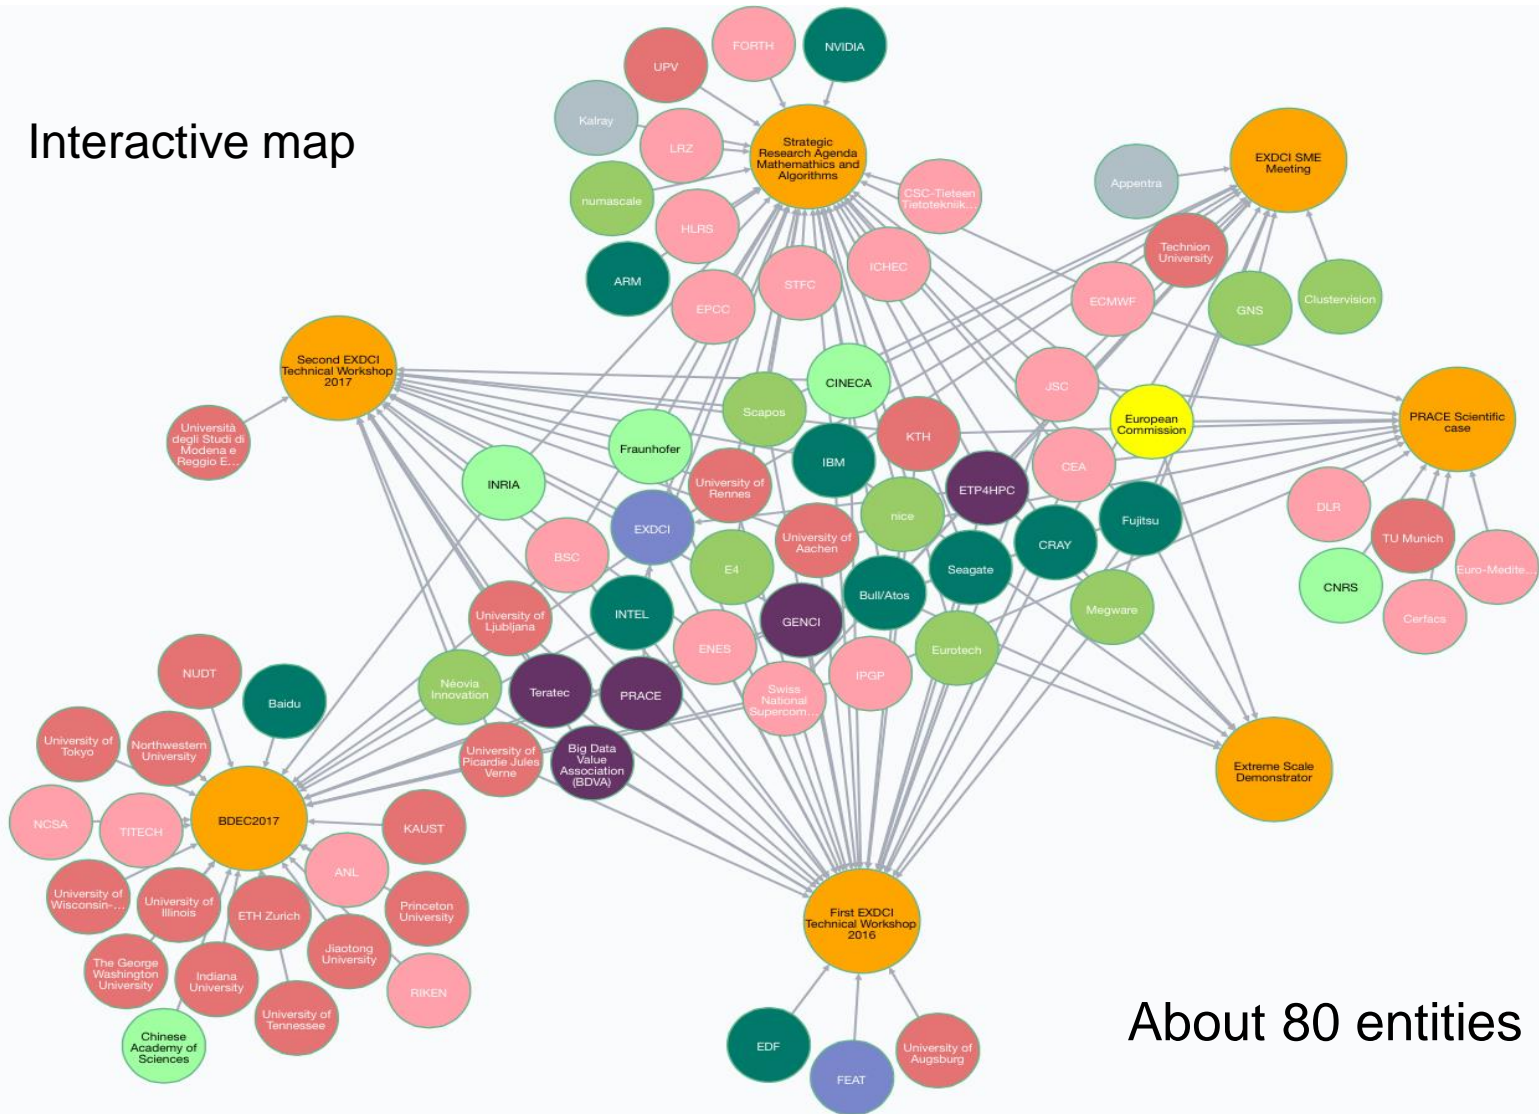 FORTH
NVIDIA
UPV
Kalray
Interactive map
LRZ
Strategic
Research Agenda
Mathemathics and
Algorithms
EXDCI SME
Meeting
Appentra
CSC-Tieteen
Tietotekniik...
numascale
HLRS
Technion
University
ICHEC
ARM
STFC
EPCC
ECMWF
GNS
Clustervision
Second EXDCI
Technical Workshop
2017
CINECA
JSC
Scapos
European
Commission
PRACE Scientific
case
Università
degli Studi di
Modena e
Reggio E...
Fraunhofer
KTH
IBM
CEA
INRIA
University of
Rennes
ETP4HPC
EXDCI
nice
DLR
Fujitsu
University of
Aachen
TU Munich
CRAY
BSC
E4
Seagate
Euro-Medite...
CNRS
Bull/Atos
INTEL
Megware
University of
Ljubljana
GENCI
Cerfacs
ENES
Eurotech
NUDT
IPGP
Néovia
Innovation
Teratec
PRACE
Swiss
National
Supercom...
Baidu
University of
Tokyo
Northwestern
University
University of
Picardie Jules
Verne
Big Data
Value
Association
(BDVA)
Extreme Scale
Demonstrator
NCSA
TITECH
BDEC2017
KAUST
ANL
University of
Wisconsin-...
University of
Illinois
ETH Zurich
Princeton
University
First EXDCI
Technical Workshop
2016
Jiaotong
University
The George
Washington
University
Indiana
University
RIKEN
University of
Tennessee
Chinese
Academy of
Sciences
About 80 entities
EDF
University of
Augsburg
FEAT